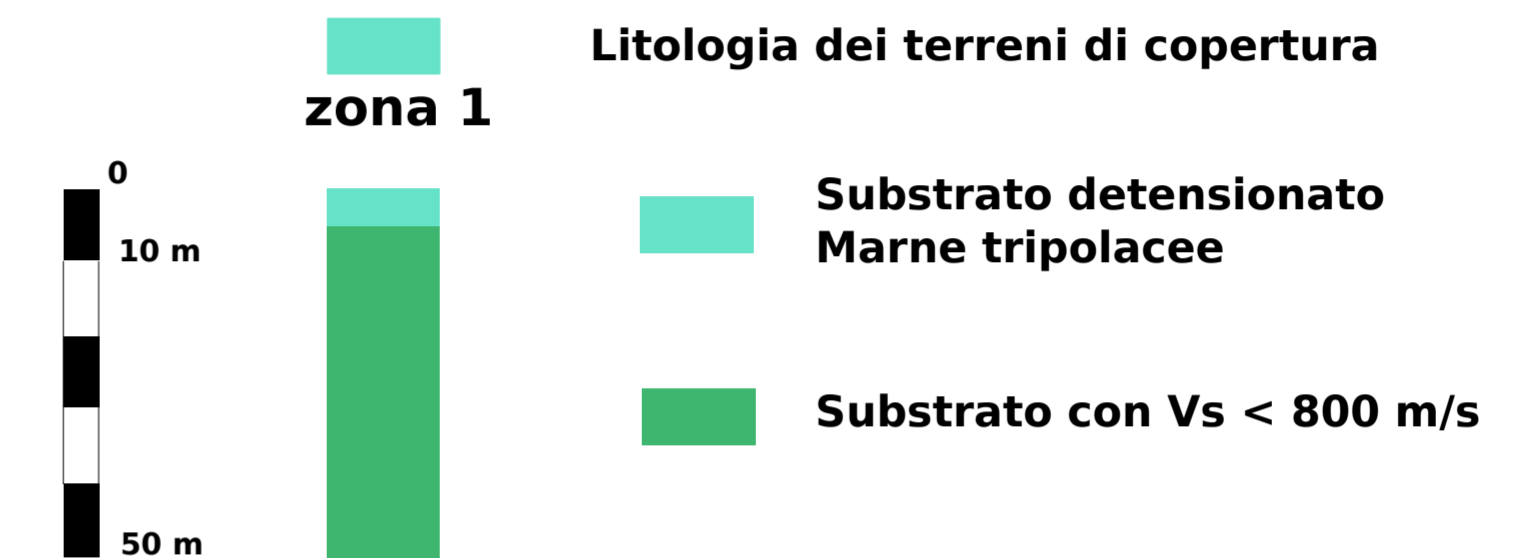 Litologia dei terreni di copertura
zona 1
0
10 m
50 m
Substrato detensionato
Marne tripolacee
Substrato con Vs < 800 m/s